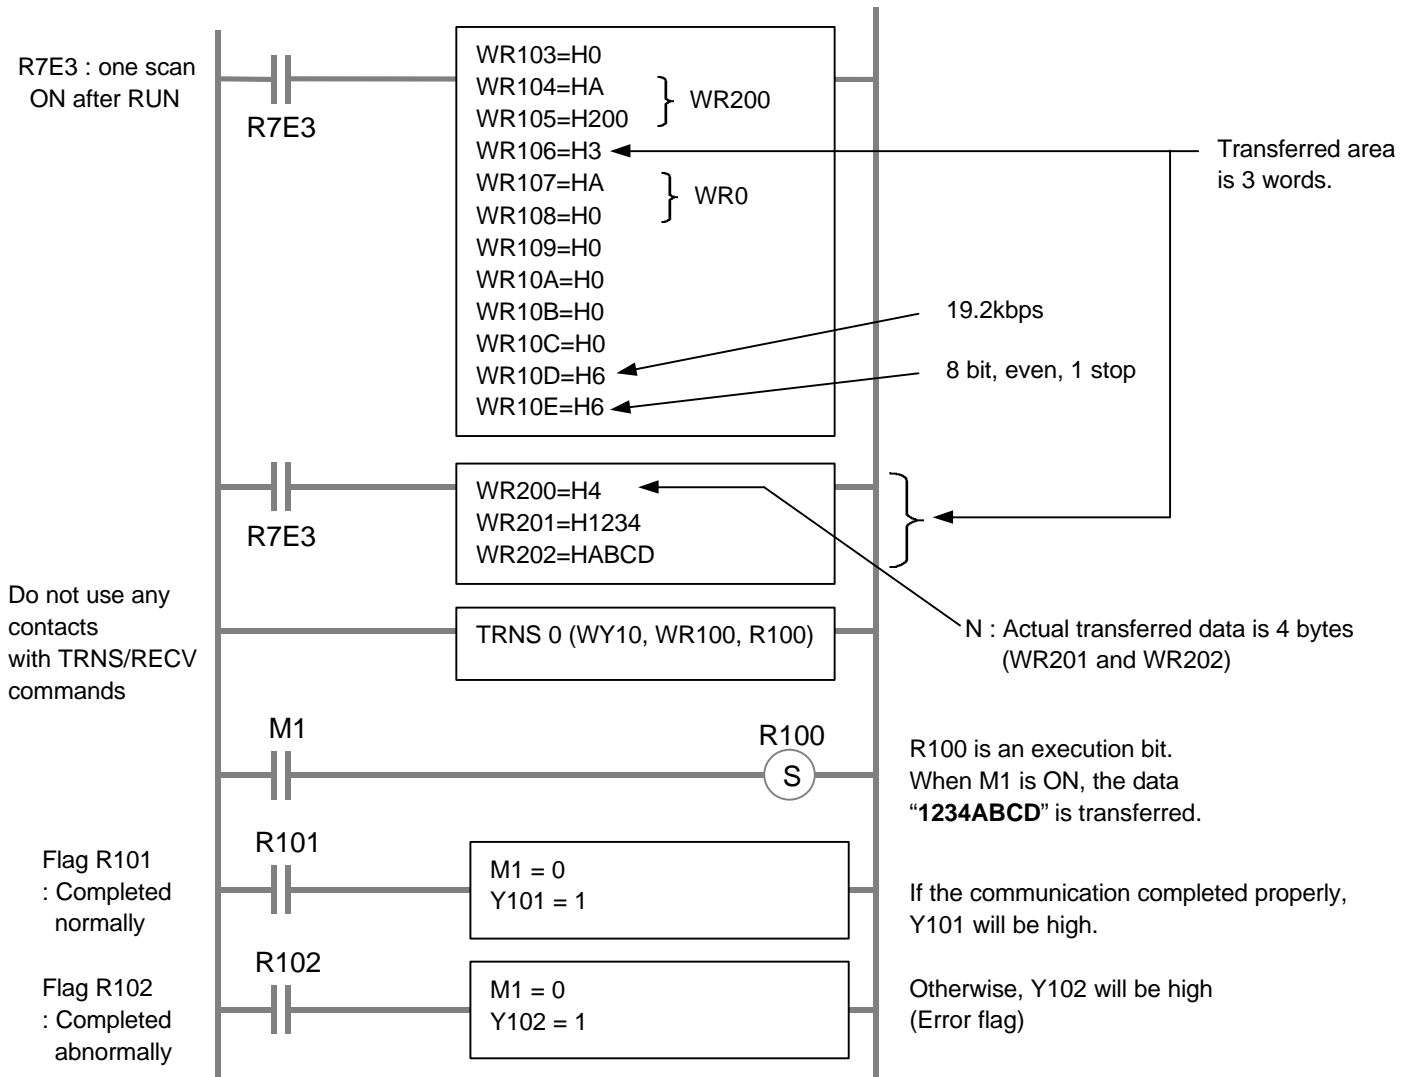 R7E3 : one scan
ON after RUN
R7E3
WR103=H0
WR104=HA
WR105=H200
WR200
WR106=H3
WR107=HA
WR108=H0
WR0
WR109=H0
WR10A=H0
WR10B=H0
WR10C=H0
WR10D=H6
WR10E=H6
Transferred area
is 3 words.
19.2kbps
8 bit, even, 1 stop
R7E3
WR200=H4
WR201=H1234
WR202=HABCD
N : Actual transferred data is 4 bytes
(WR201 and WR202)
Do not use any
contacts
with TRNS/RECV
commands
TRNS 0 (WY10, WR100, R100)
M1
R100
S
R100 is an execution bit.
When M1 is ON, the data
“1234ABCD” is transferred.
Flag R101
: Completed
normally
R101
M1 = 0
Y101 = 1
If the communication completed properly,
Y101 will be high.
Flag R102
: Completed
abnormally
R102
M1 = 0
Y102 = 1
Otherwise, Y102 will be high
(Error flag)